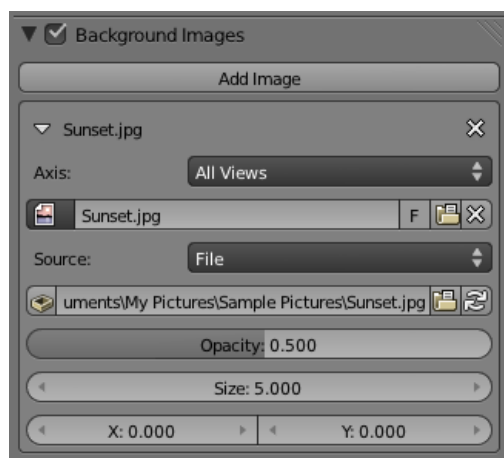 Background Images
Add Image
Sunset.jpg
Axis: All Views
Sunset.jpg F
Source: File
uments\My Pictures\Sample Pictures\Sunset.jpg
Opacity: 0.500
Size: 5.000
X: 0.000 Y: 0.000